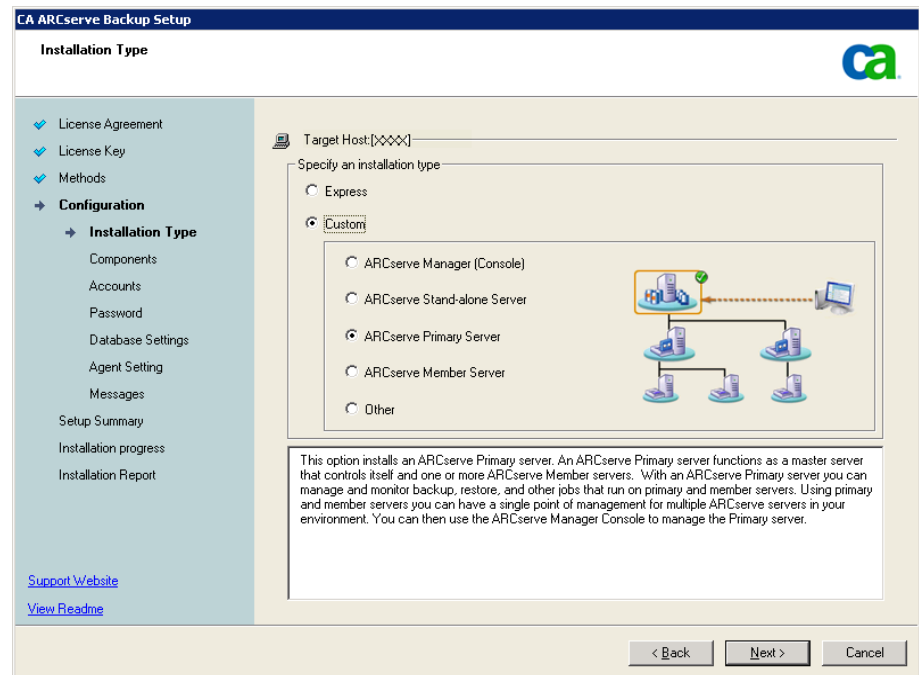 CA ARCserve Backup Setup
Installation Type
ca
License Agreement
License Key
Methods
Configuration
Installation Type
Components
Accounts
Password
Database Settings
Agent Setting
Messages
Setup Summary
Installation progress
Installation Report
Support Website
View Readme
Target Host:[XXXX]
Specify an installation type
Express
Custom
ARCserve Manager (Console)
ARCserve Stand-alone Server
ARCserve Primary Server
ARCserve Member Server
Other
This option installs an ARCserve Primary server. An ARCserve Primary server functions as a master server
that controls itself and one or more ARCserve Member servers.  With an ARCserve Primary server you can
manage and monitor backup, restore, and other jobs that run on primary and member servers. Using primary
and member servers you can have a single point of management for multiple ARCserve servers in your
environment. You can then use the ARCserve Manager Console to manage the Primary server.
< Back
Next >
Cancel